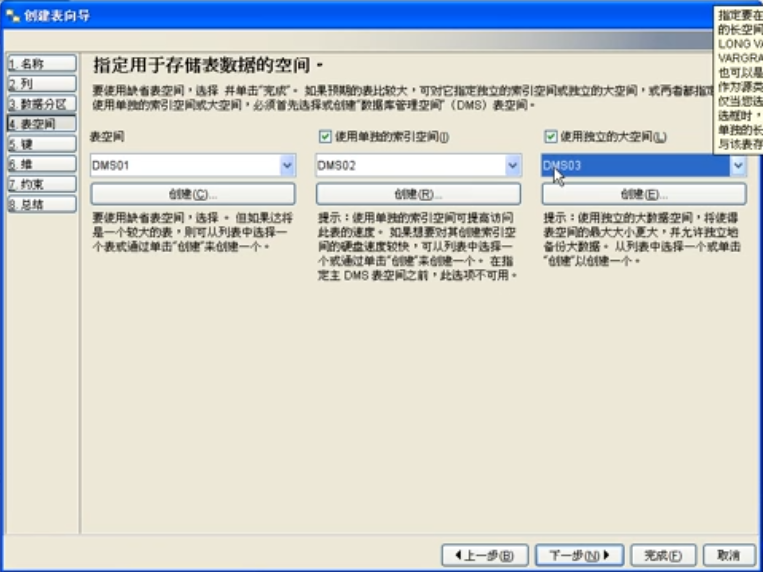 创建表向导
指定要在
的长空间
LONG VA
VARGRA
也可以是
作为源类
仅当您选
选框时，
单独的长
与该表存
1. 名称
2. 列
3. 数据分区
4. 表空间
5. 键
6. 维
7. 约束
8. 总结
指定用于存储表数据的空间。
要使用缺省表空间，选择 并单击"完成"。如果预期的表比较大，可对它指定独立的索引空间或独立的大空间，或两者都指定
使用单独的索引空间或大空间，必须首先选择或创建"数据库管理空间"（DMS）表空间。
表空间
DMS01
创建(C)...
要使用缺省表空间，选择 。但如果这将
是一个较大的表，则可从列表中选择一
个表或通过单击"创建"来创建一个。
使用单独的索引空间(I)
DMS02
创建(R)...
提示：使用单独的索引空间可提高访问
此表的速度。如果想要对其创建索引空
间的硬盘速度较快，可以从列表中选择一
个或通过单击"创建"来创建一个。在指
定主 DMS 表空间之前，此选项不可用。
使用独立的大空间(L)
DMS03
创建(E)...
提示：使用独立的大数据空间，将使得
表空间的最大大小更大，并允许独立地
备份大数据。从列表中选择一个或单击
"创建"以创建一个。
上一步(B)
下一步(N)
完成(F)
取消